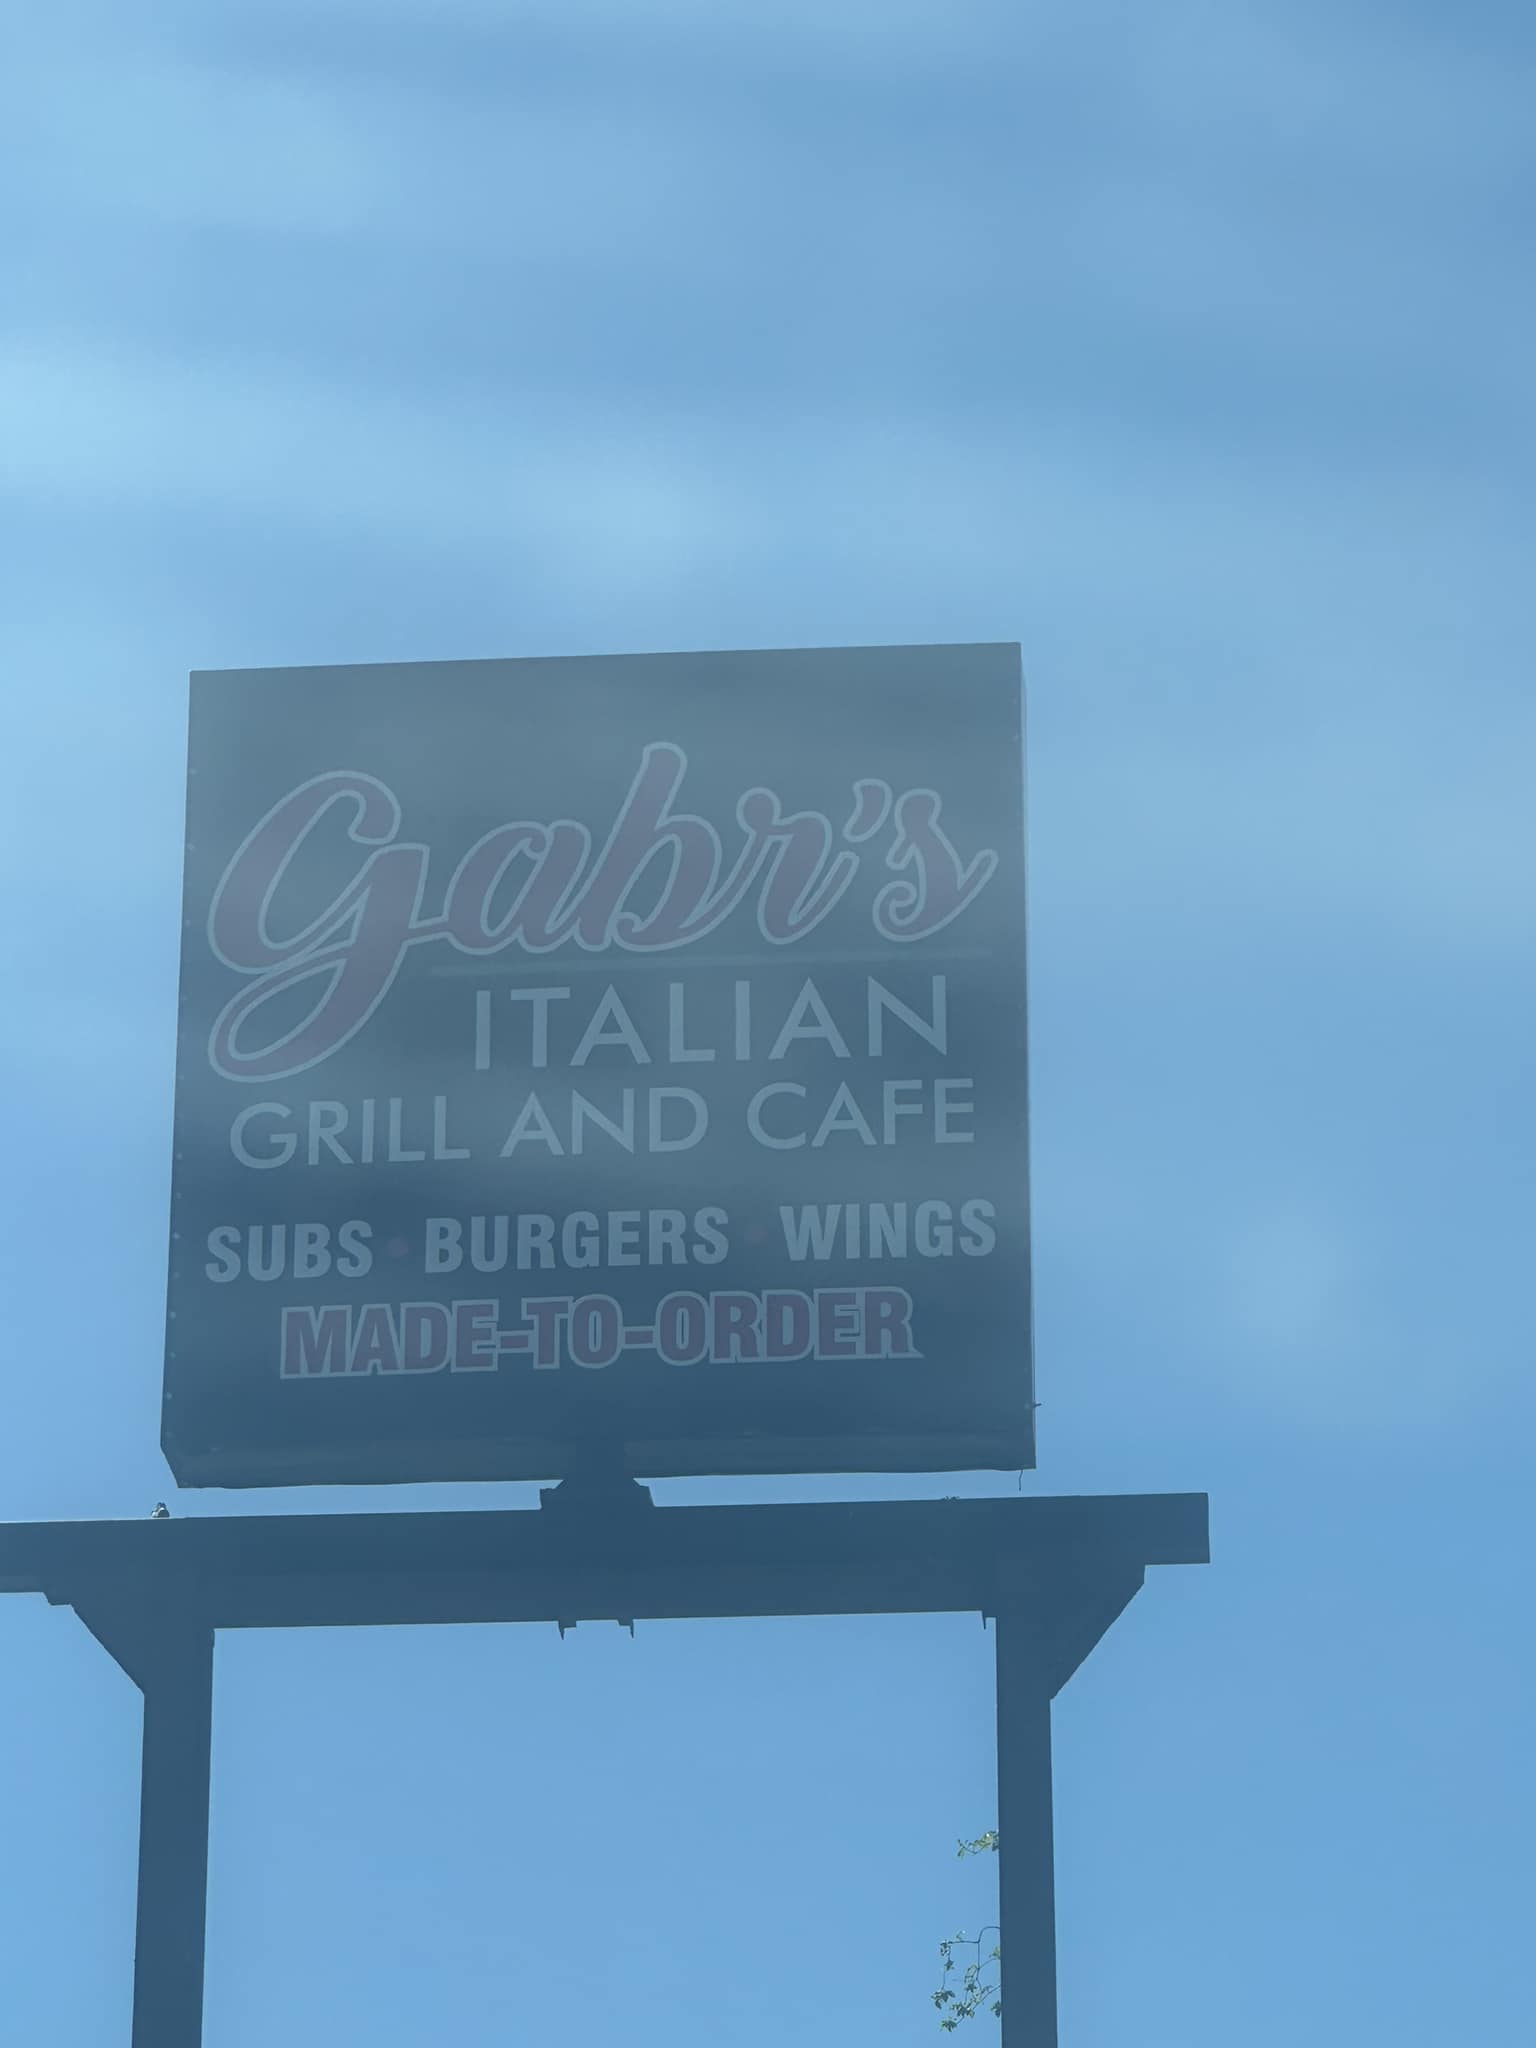 Gabr's
ITALIAN
GRILL AND CAFE
SUBS • BURGERS • WINGS
MADE-TO-ORDER